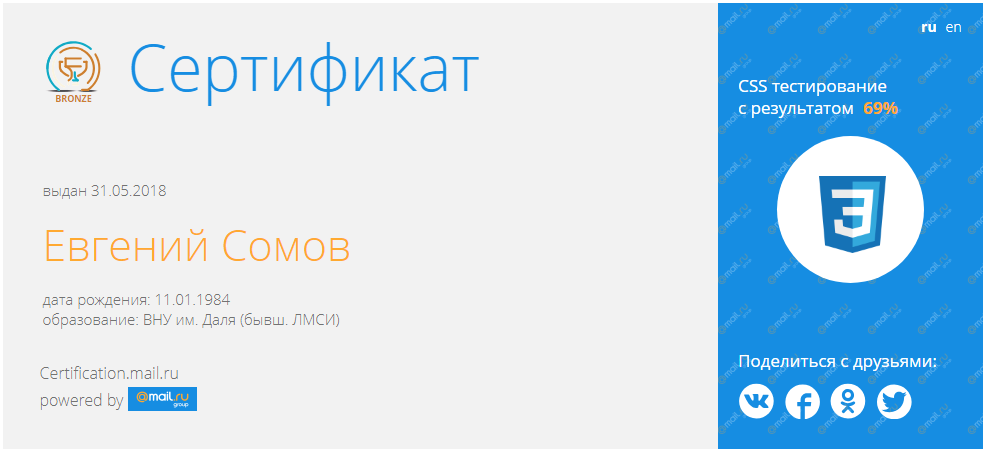 BRONZE
Сертификат
выдан 31.05.2018
Евгений Сомов
дата рождения: 11.01.1984
образование: ВНУ им. Даля (бывш. ЛМСИ)
Certification.mail.ru
powered by @mail.ru group
ru en
CSS тестирование
с результатом 69%
3
Поделиться с друзьями: